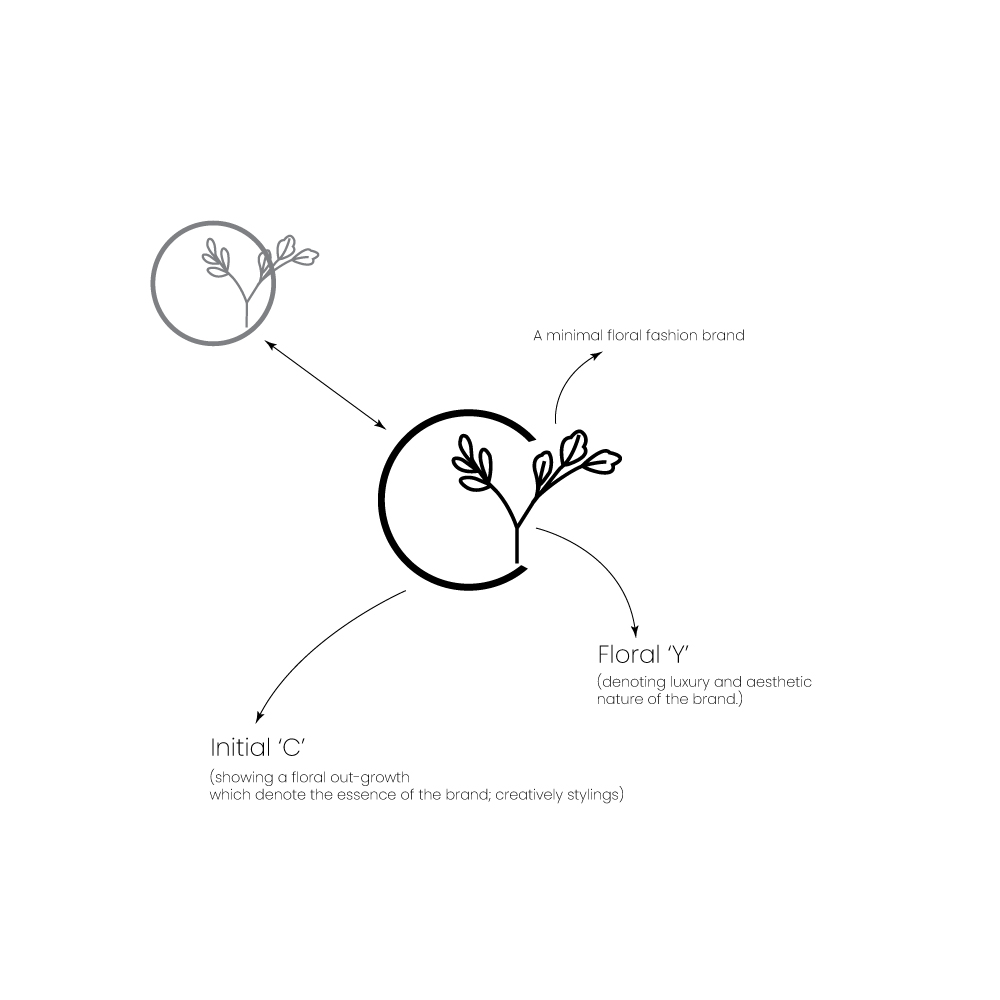 A minimal floral fashion brand
Floral ‘Y’
(denoting luxury and aesthetic
nature of the brand.)
Initial ‘C’
(showing a floral out-growth
which denote the essence of the brand; creatively stylings)